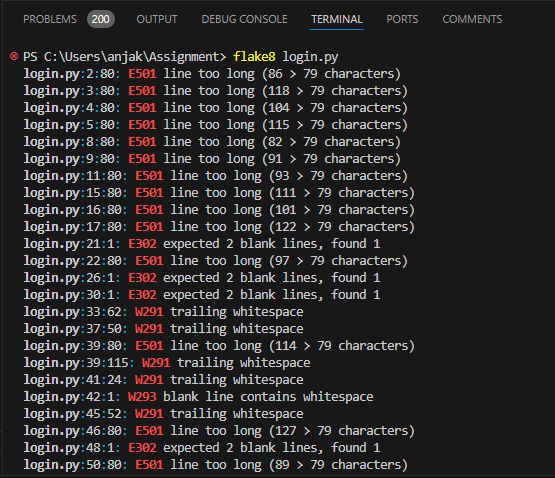 PROBLEMS 200 OUTPUT DEBUG CONSOLE TERMINAL PORTS COMMENTS
PS C:\Users\anjak\Assignment> flake8 login.py
login.py:2:80: E501 line too long (86 > 79 characters)
login.py:3:80: E501 line too long (118 > 79 characters)
login.py:4:80: E501 line too long (104 > 79 characters)
login.py:5:80: E501 line too long (115 > 79 characters)
login.py:8:80: E501 line too long (82 > 79 characters)
login.py:9:80: E501 line too long (91 > 79 characters)
login.py:11:80: E501 line too long (93 > 79 characters)
login.py:15:80: E501 line too long (111 > 79 characters)
login.py:16:80: E501 line too long (101 > 79 characters)
login.py:17:80: E501 line too long (122 > 79 characters)
login.py:21:1: E302 expected 2 blank lines, found 1
login.py:22:80: E501 line too long (97 > 79 characters)
login.py:26:1: E302 expected 2 blank lines, found 1
login.py:30:1: E302 expected 2 blank lines, found 1
login.py:33:62: W291 trailing whitespace
login.py:37:50: W291 trailing whitespace
login.py:39:80: E501 line too long (114 > 79 characters)
login.py:39:115: W291 trailing whitespace
login.py:41:24: W291 trailing whitespace
login.py:42:1: W293 blank line contains whitespace
login.py:45:52: W291 trailing whitespace
login.py:46:80: E501 line too long (127 > 79 characters)
login.py:48:1: E302 expected 2 blank lines, found 1
login.py:50:80: E501 line too long (89 > 79 characters)